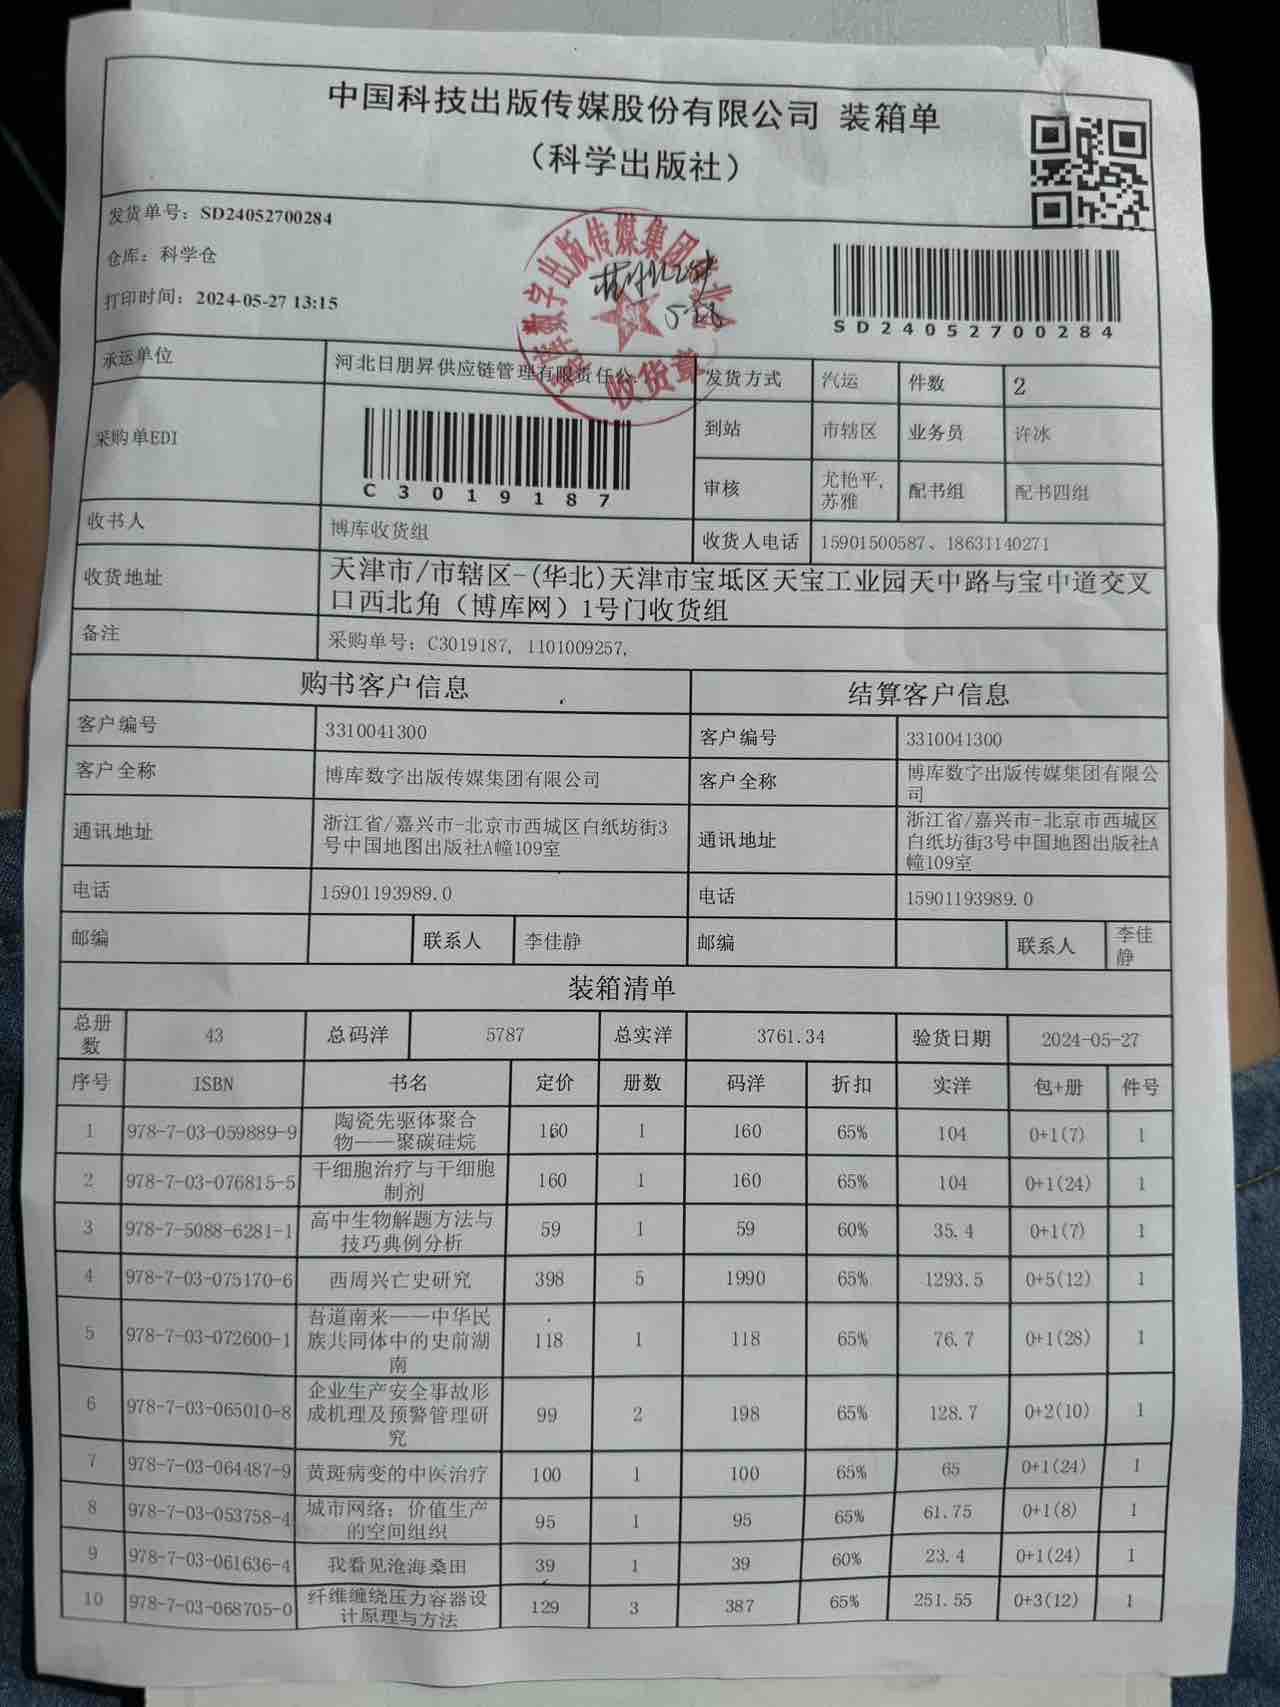 中国科技出版传媒股份有限公司 装箱单
（科学出版社）
发货单号：SD24052700284
仓库：科学仓
打印时间：2024-05-27 13:15
SD24052700284
数字出版传媒集团
收货章
承运单位 河北日朋昇供应链管理有限责任公 发货方式 汽运 件数 2
采购单EDI C3019187 到站 市辖区 业务员 许冰
审核 尤艳平, 苏雅 配书组 配书四组
收书人 博库收货组 收货人电话 15901500587、18631140271
收货地址 天津市/市辖区-(华北)天津市宝坻区天宝工业园天中路与宝中道交叉
口西北角（博库网）1号门收货组
备注 采购单号: C3019187, 1101009257,
购书客户信息 结算客户信息
客户编号 3310041300 客户编号 3310041300
客户全称 博库数字出版传媒集团有限公司 客户全称 博库数字出版传媒集团有限公司
通讯地址 浙江省/嘉兴市-北京市西城区白纸坊街3号中国地图出版社A幢109室 通讯地址 浙江省/嘉兴市-北京市西城区白纸坊街3号中国地图出版社A幢109室
电话 15901193989.0 电话 15901193989.0
邮编 联系人 李佳静 邮编 联系人 李佳静
装箱清单
总册数 43 总码洋 5787 总实洋 3761.34 验货日期 2024-05-27
序号 ISBN 书名 定价 册数 码洋 折扣 实洋 包+册 件号
1 978-7-03-059889-9 陶瓷先驱体聚合物——聚碳硅烷 160 1 160 65% 104 0+1(7) 1
2 978-7-03-076815-5 干细胞治疗与干细胞制剂 160 1 160 65% 104 0+1(24) 1
3 978-7-5088-6281-1 高中生物解题方法与技巧典例分析 59 1 59 60% 35.4 0+1(7) 1
4 978-7-03-075170-6 西周兴亡史研究 398 5 1990 65% 1293.5 0+5(12) 1
5 978-7-03-072600-1 吾道南来——中华民族共同体中的史前湖南 118 1 118 65% 76.7 0+1(28) 1
6 978-7-03-065010-8 企业生产安全事故形成机理及预警管理研究 99 2 198 65% 128.7 0+2(10) 1
7 978-7-03-064487-9 黄斑病变的中医治疗 100 1 100 65% 65 0+1(24) 1
8 978-7-03-053758-4 城市网络：价值生产的空间组织 95 1 95 65% 61.75 0+1(8) 1
9 978-7-03-061636-4 我看见沧海桑田 39 1 39 60% 23.4 0+1(24) 1
10 978-7-03-068705-0 纤维缠绕压力容器设计原理与方法 129 3 387 65% 251.55 0+3(12) 1